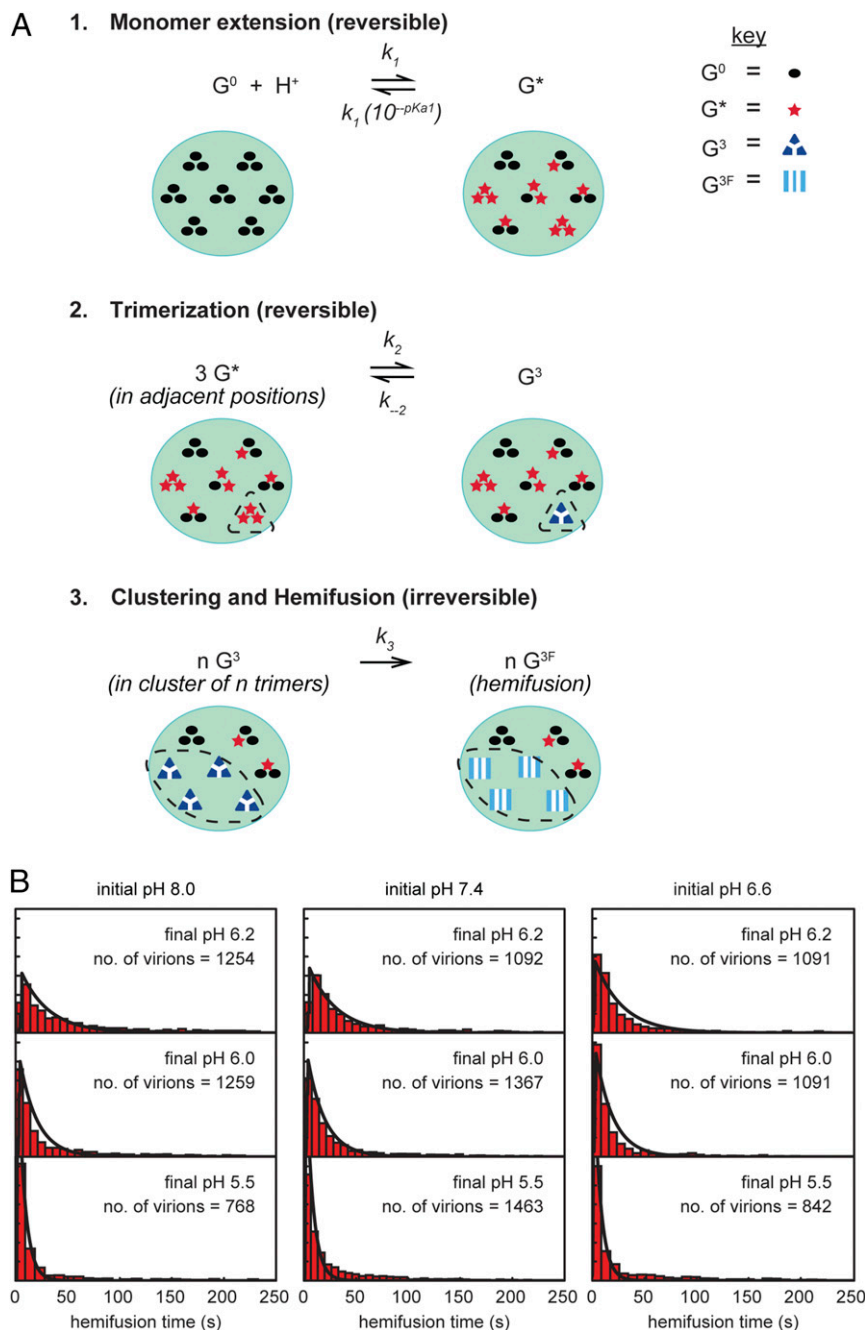 A
1. Monomer extension (reversible)
G⁰ + H⁺
k₁
k₁ (10⁻⁻ᵖᴷᵃ¹)
G*
key
G⁰ =
G* =
G³ =
G³ᶠ =
2. Trimerization (reversible)
3 G*
(in adjacent positions)
k₂
k₋₋₂
G³
3. Clustering and Hemifusion (irreversible)
n G³
(in cluster of n trimers)
k₃
n G³ᶠ
(hemifusion)
B
initial pH 8.0
final pH 6.2
no. of virions = 1254
final pH 6.0
no. of virions = 1259
final pH 5.5
no. of virions = 768
0 50 100 150 200 250
hemifusion time (s)
initial pH 7.4
final pH 6.2
no. of virions = 1092
final pH 6.0
no. of virions = 1367
final pH 5.5
no. of virions = 1463
0 50 100 150 200 250
hemifusion time (s)
initial pH 6.6
final pH 6.2
no. of virions = 1091
final pH 6.0
no. of virions = 1091
final pH 5.5
no. of virions = 842
0 50 100 150 200 250
hemifusion time (s)